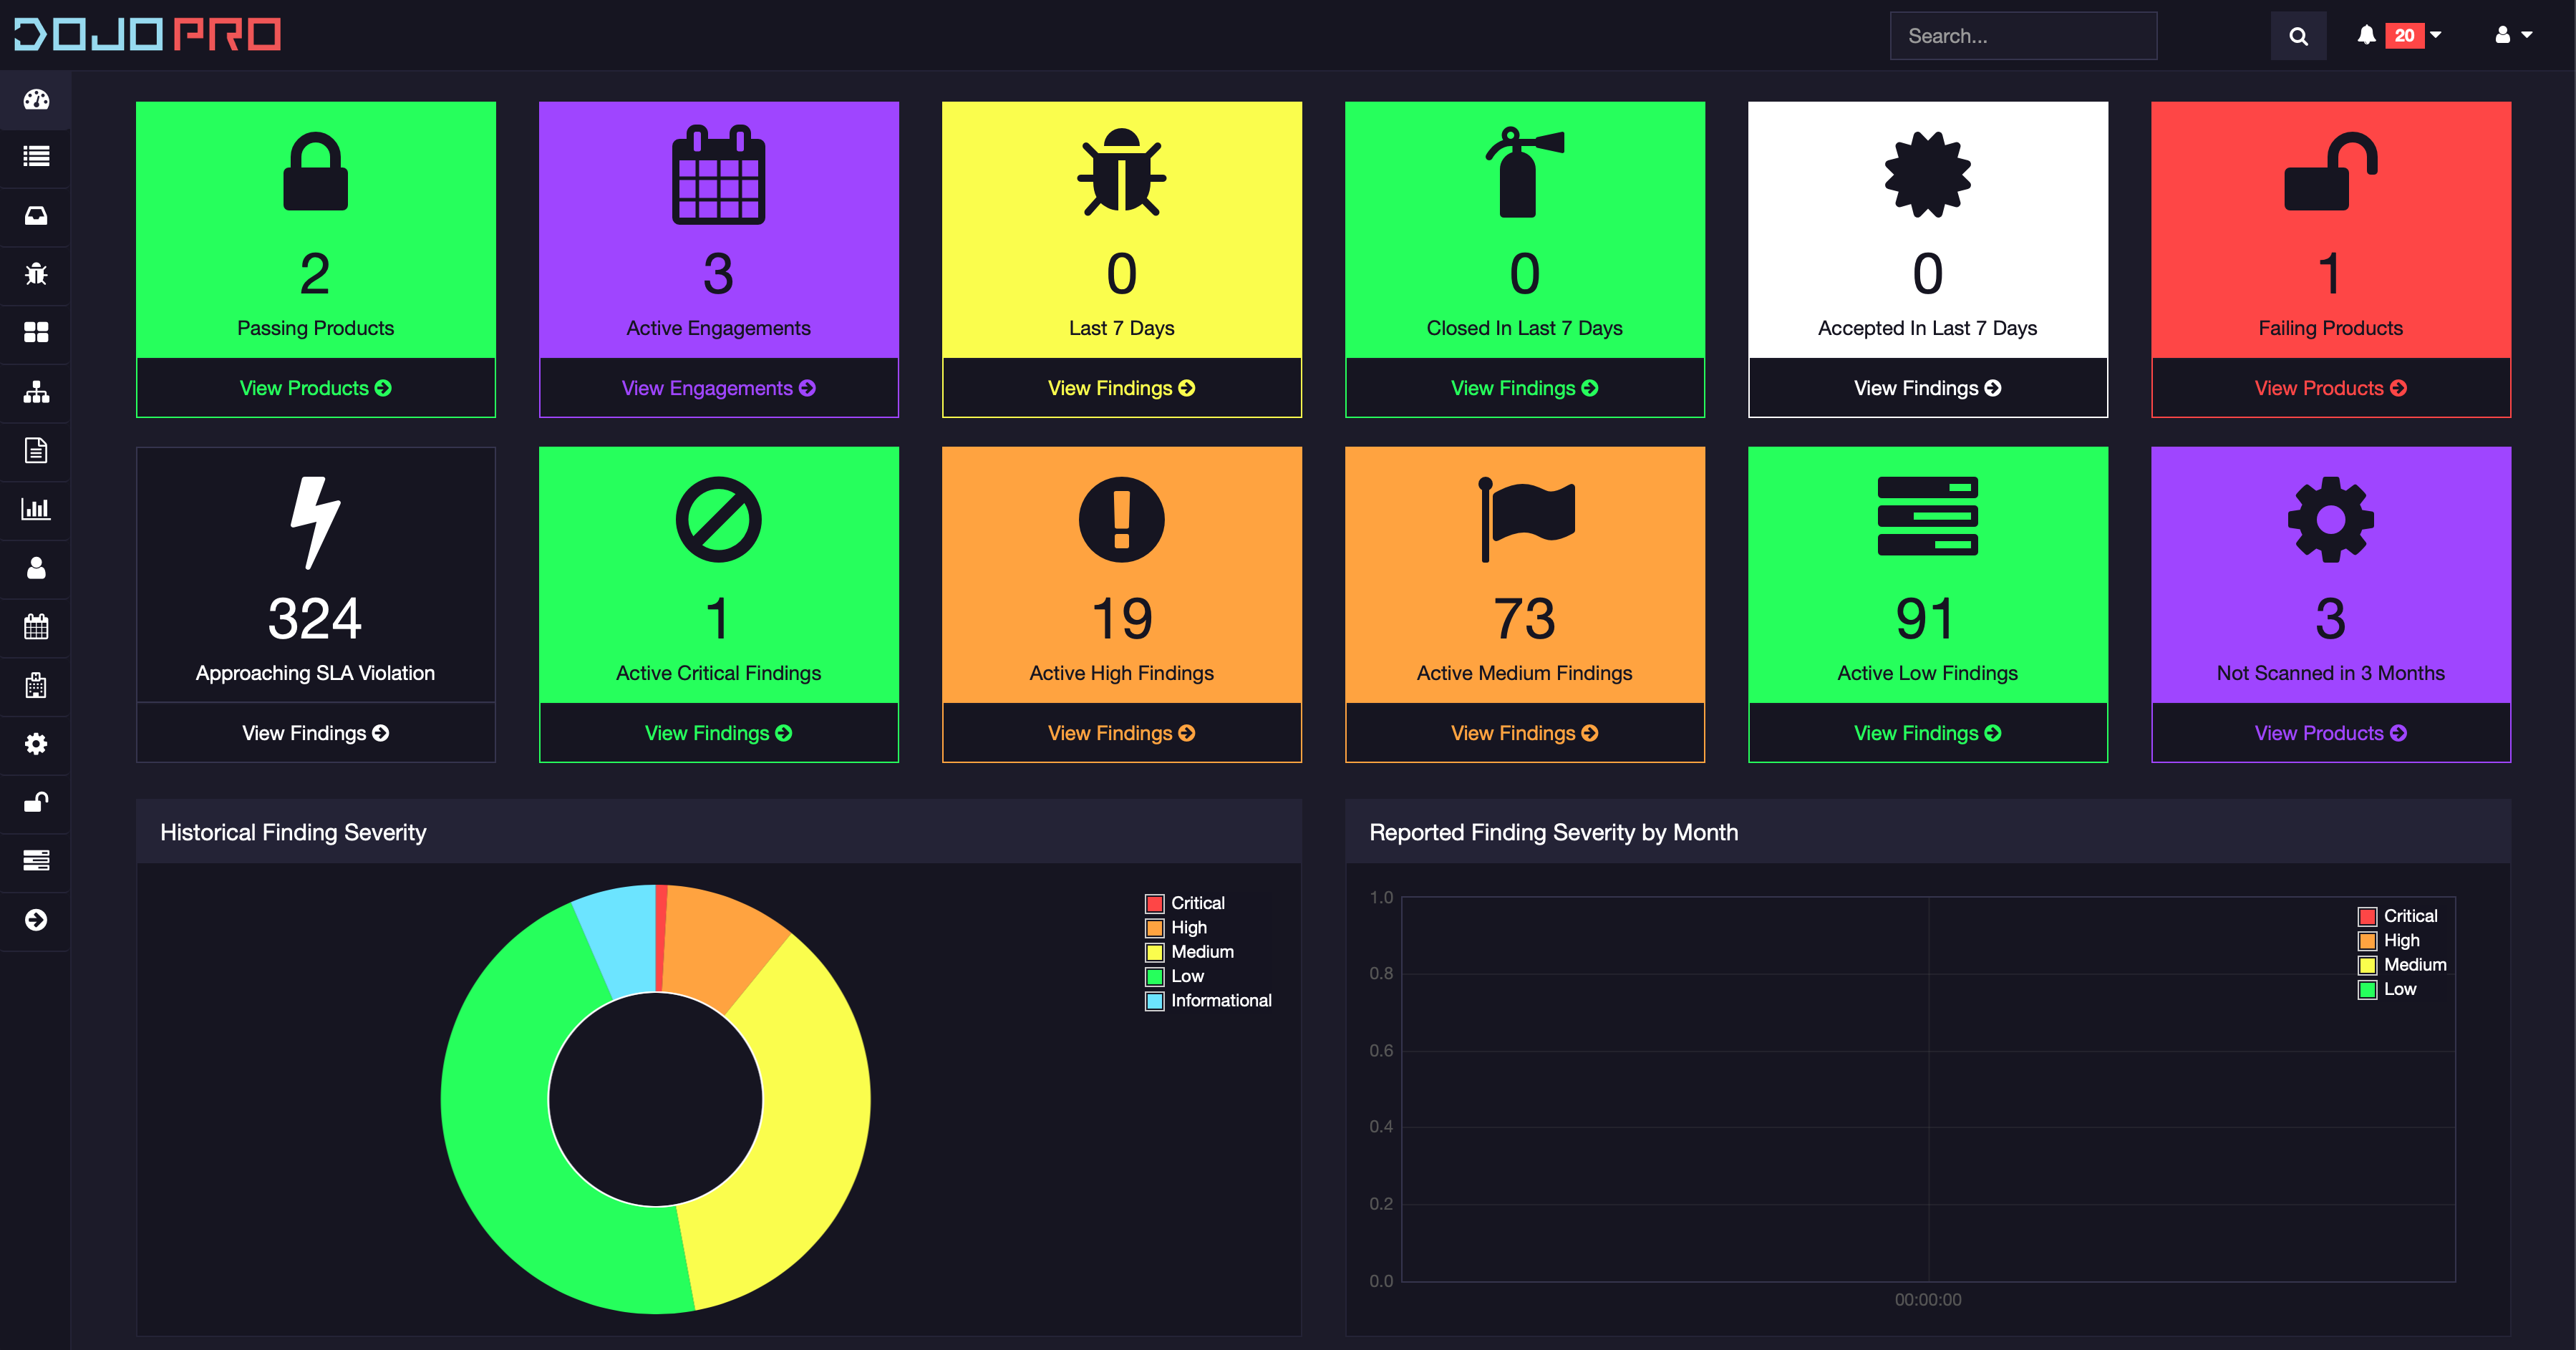 DOJO PRO
Search...
20
2
Passing Products
View Products
3
Active Engagements
View Engagements
0
Last 7 Days
View Findings
0
Closed In Last 7 Days
View Findings
0
Accepted In Last 7 Days
View Findings
1
Failing Products
View Products
324
Approaching SLA Violation
View Findings
1
Active Critical Findings
View Findings
19
Active High Findings
View Findings
73
Active Medium Findings
View Findings
91
Active Low Findings
View Findings
3
Not Scanned in 3 Months
View Products
Historical Finding Severity
Critical
High
Medium
Low
Informational
Reported Finding Severity by Month
1.0
0.8
0.6
0.4
0.2
0.0
00:00:00
Critical
High
Medium
Low